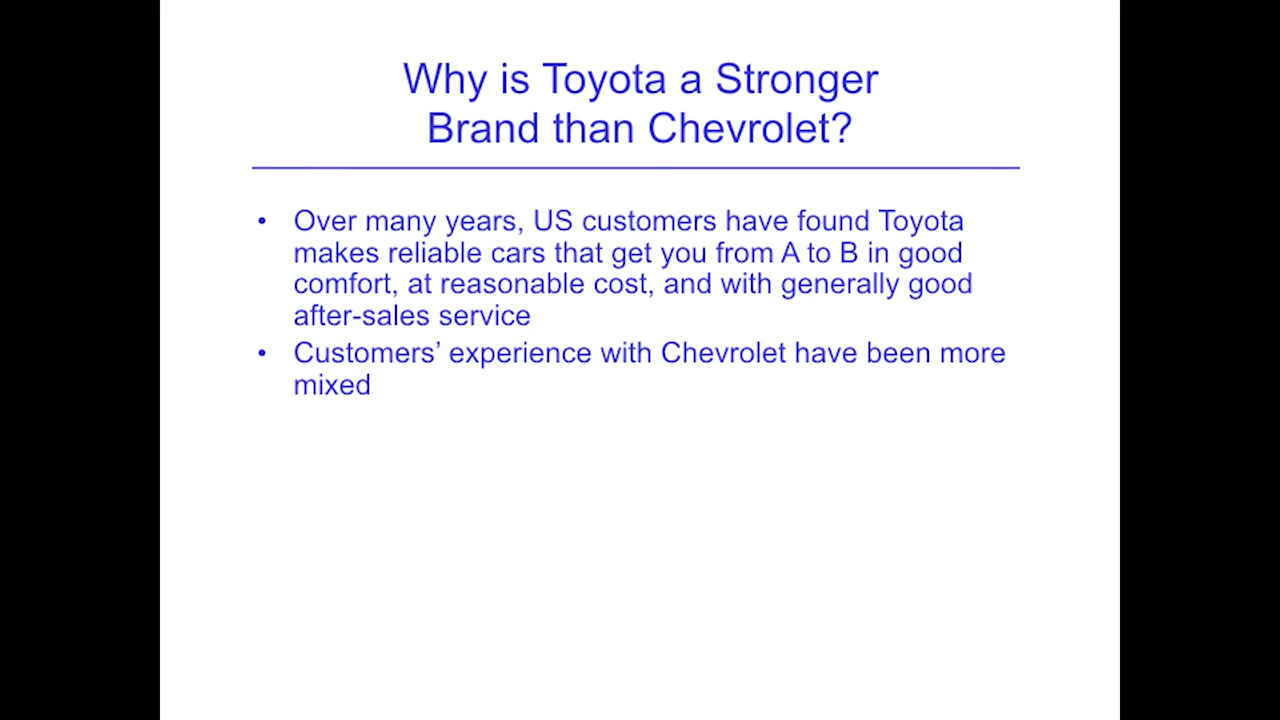 Why is Toyota a Stronger
Brand than Chevrolet?
• Over many years, US customers have found Toyota
makes reliable cars that get you from A to B in good
comfort, at reasonable cost, and with generally good
after-sales service
• Customers’ experience with Chevrolet have been more
mixed